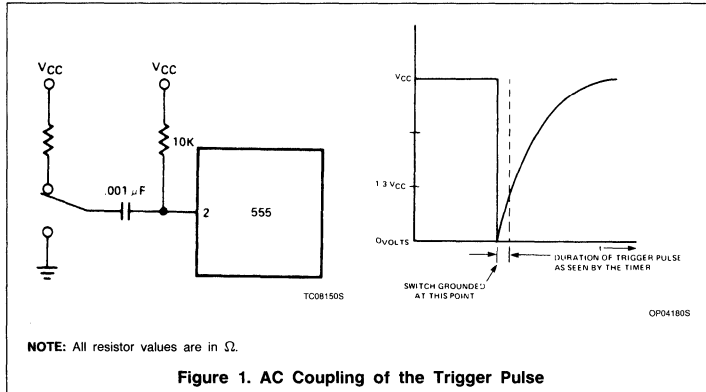 VCC
VCC
10K
.001 μF
2
555
TC08150S
VCC
1 3 VCC
0VOLTS
t
DURATION OF TRIGGER PULSE
AS SEEN BY THE TIMER
SWITCH GROUNDED
AT THIS POINT
OP04180S
NOTE: All resistor values are in Ω.
Figure 1. AC Coupling of the Trigger Pulse